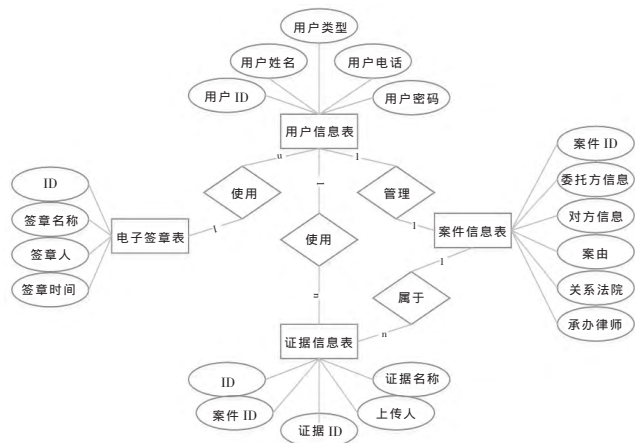 用户类型
用户姓名
用户电话
用户 ID
用户密码
用户信息表
n
1
1
案件 ID
ID
使用
管理
委托方信息
签章名称
对方信息
电子签章表
1
使用
1
案件信息表
签章人
案由
1
签章时间
属于
关系法院
n
承办律师
n
证据信息表
ID
证据名称
案件 ID
上传人
证据 ID